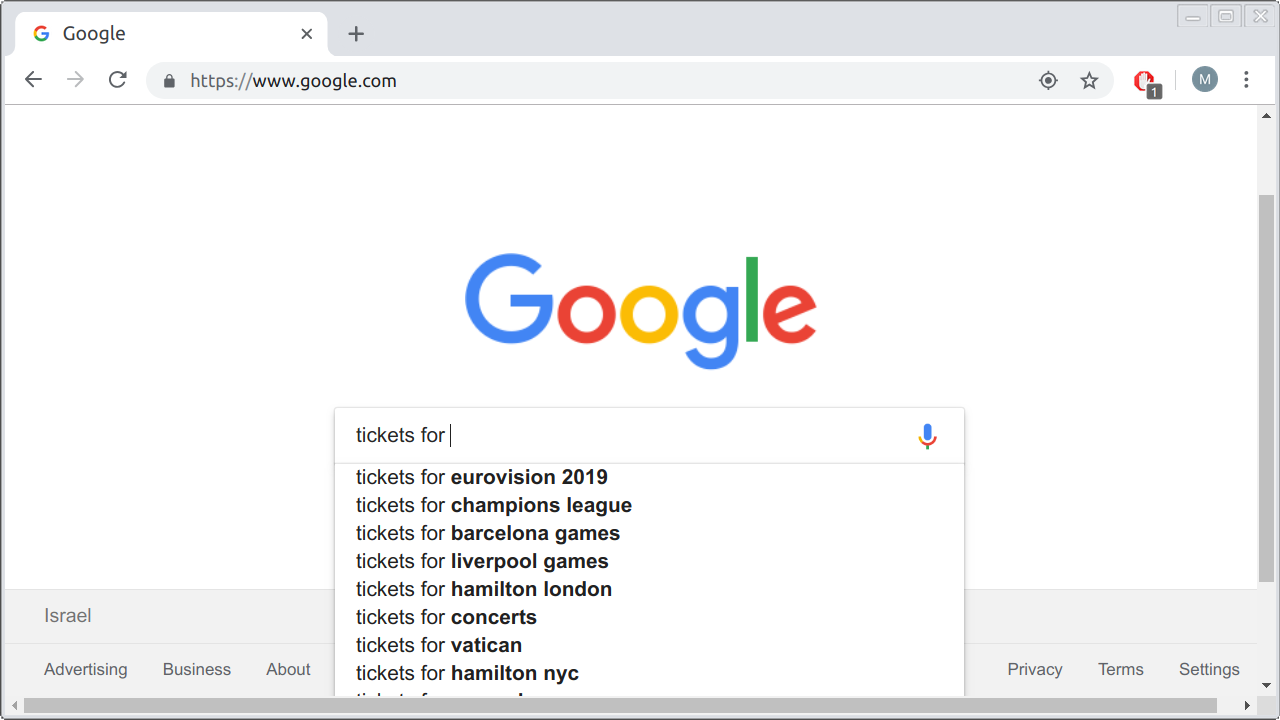 Google
https://www.google.com
1
M
Google
tickets for
tickets for eurovision 2019
tickets for champions league
tickets for barcelona games
tickets for liverpool games
tickets for hamilton london
tickets for concerts
tickets for vatican
tickets for hamilton nyc
tickets for
Israel
Advertising Business About Privacy Terms Settings